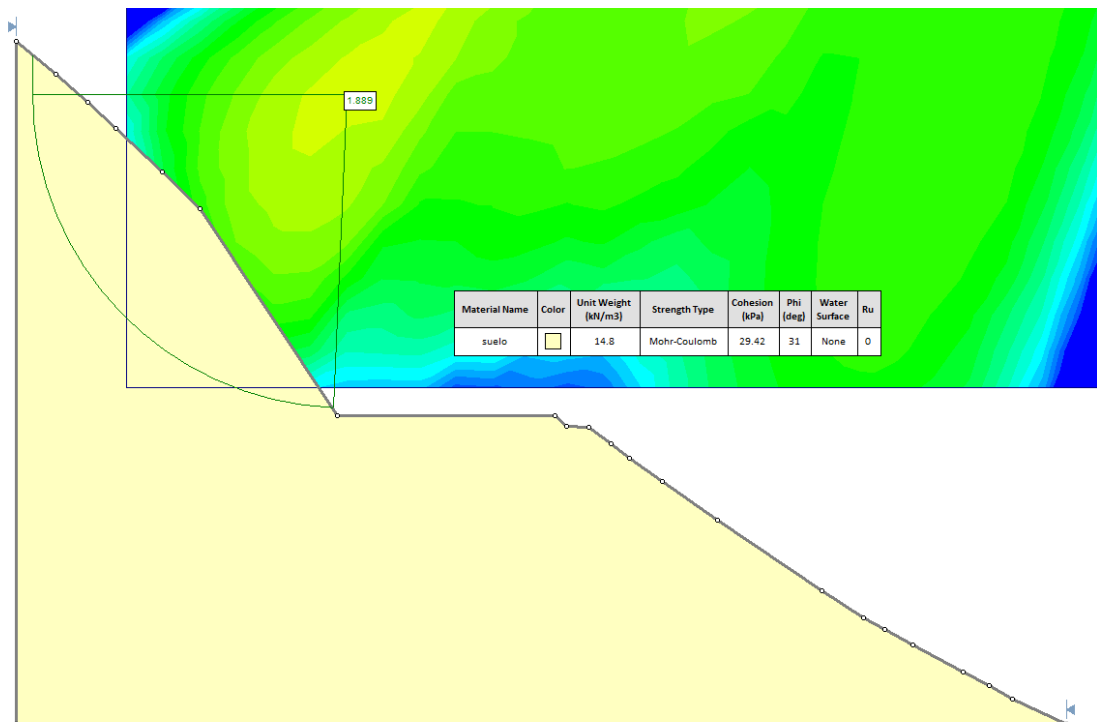 1.889
Material Name Color Unit Weight (kN/m3) Strength Type Cohesion (kPa) Phi (deg) Water Surface Ru
suelo 14.8 Mohr-Coulomb 29.42 31 None 0